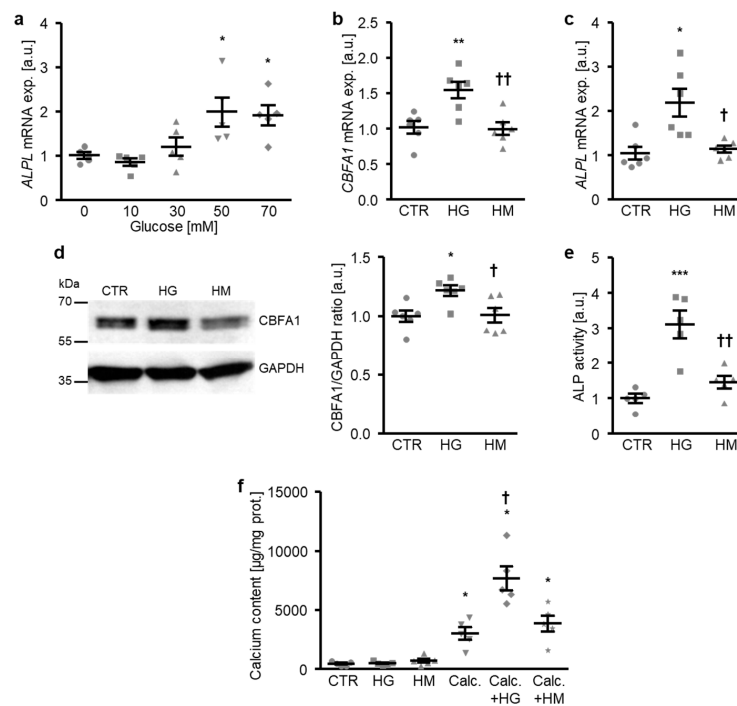 a
ALPL mRNA exp. [a.u.]
4
3
2
1
0
*
*
0 10 30 50 70
Glucose [mM]
b
CBFA1 mRNA exp. [a.u.]
2.5
2.0
1.5
1.0
0.5
0.0
**
††
CTR HG HM
c
ALPL mRNA exp. [a.u.]
4
3
2
1
0
*
†
CTR HG HM
d
kDa
CTR HG HM
70
55
35
CBFA1
GAPDH
CBFA1/GAPDH ratio [a.u.]
1.5
1.0
0.5
0.0
*
†
CTR HG HM
e
ALP activity [a.u.]
5
4
3
2
1
0
***
††
CTR HG HM
f
Calcium content [µg/mg prot.]
15000
10000
5000
0
*
†
*
*
CTR HG HM Calc. Calc. Calc.
+HG +HM